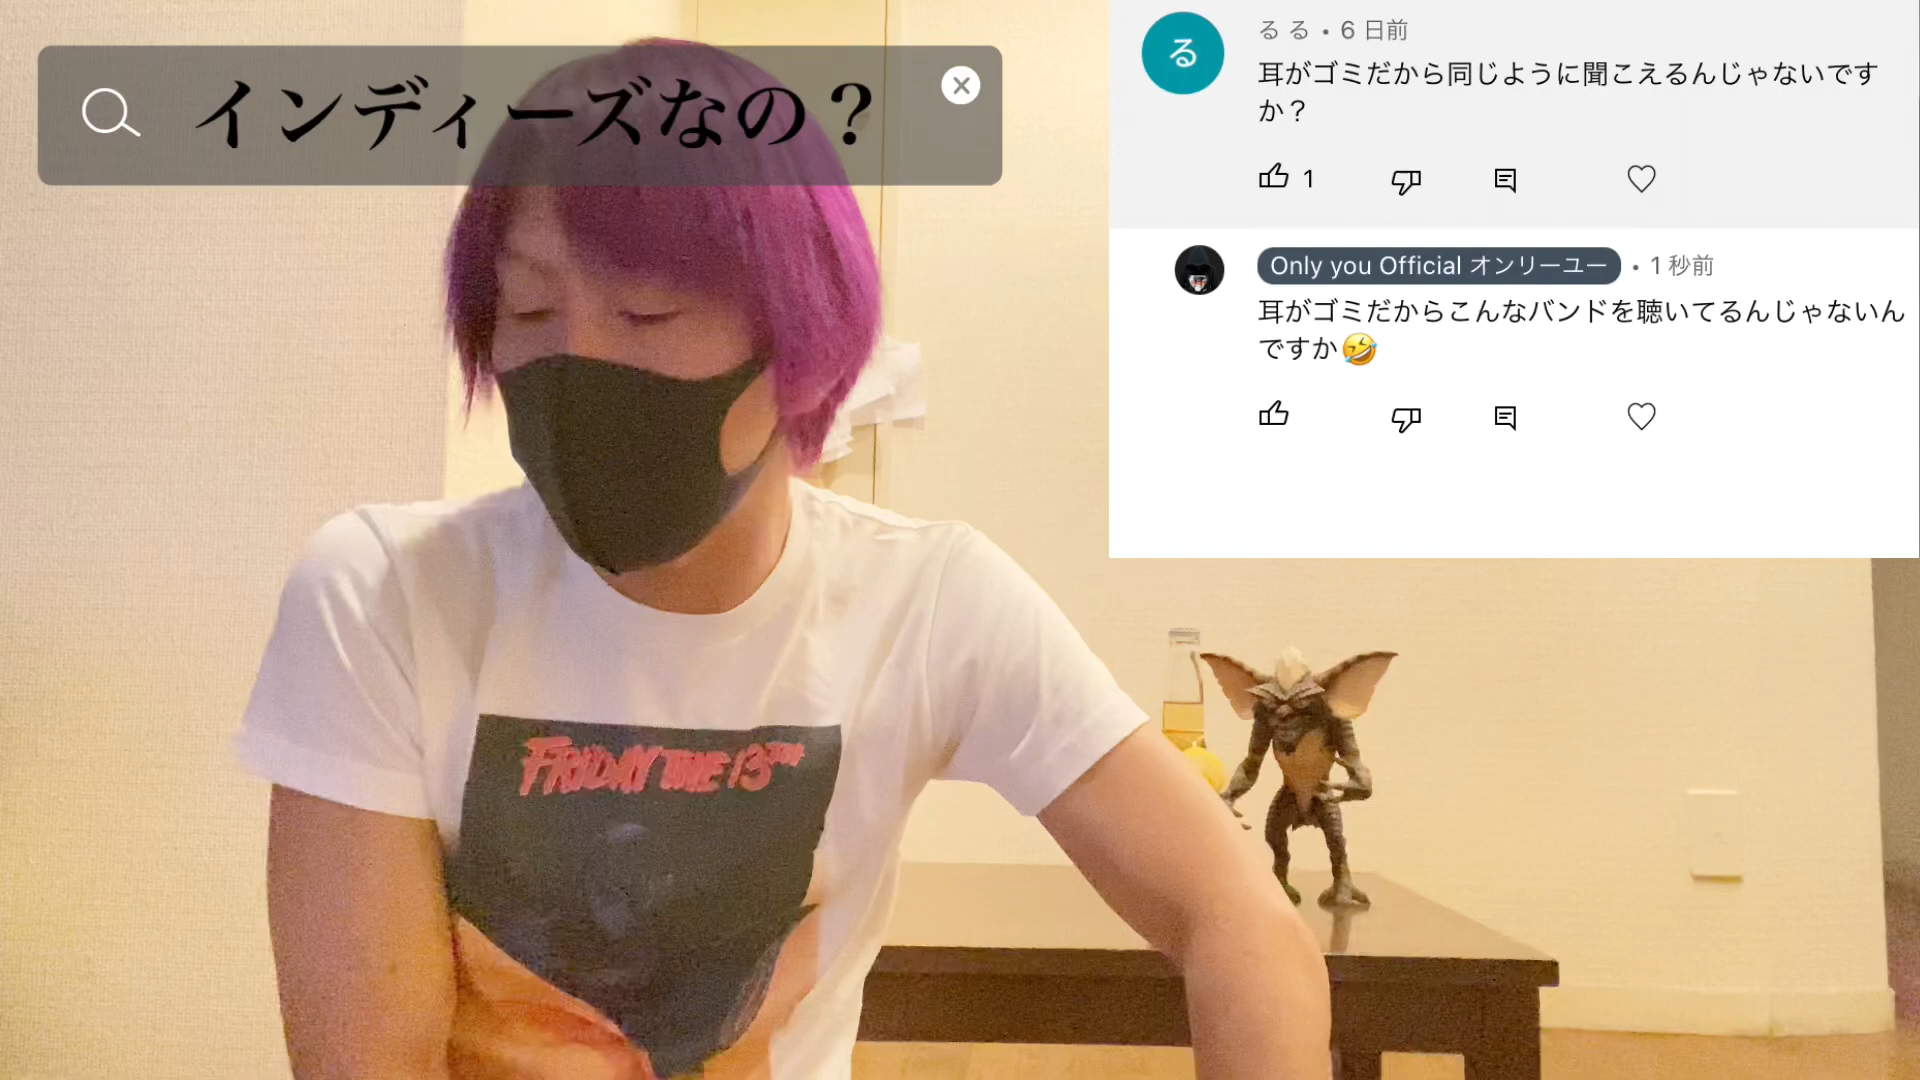 インディーズなの？
る
る る • 6 日前
耳がゴミだから同じように聞こえるんじゃないです
か？
1
Only you Official オンリーユー • 1 秒前
耳がゴミだからこんなバンドを聴いてるんじゃないん
ですか🤣
FRIDAY THE 13TH